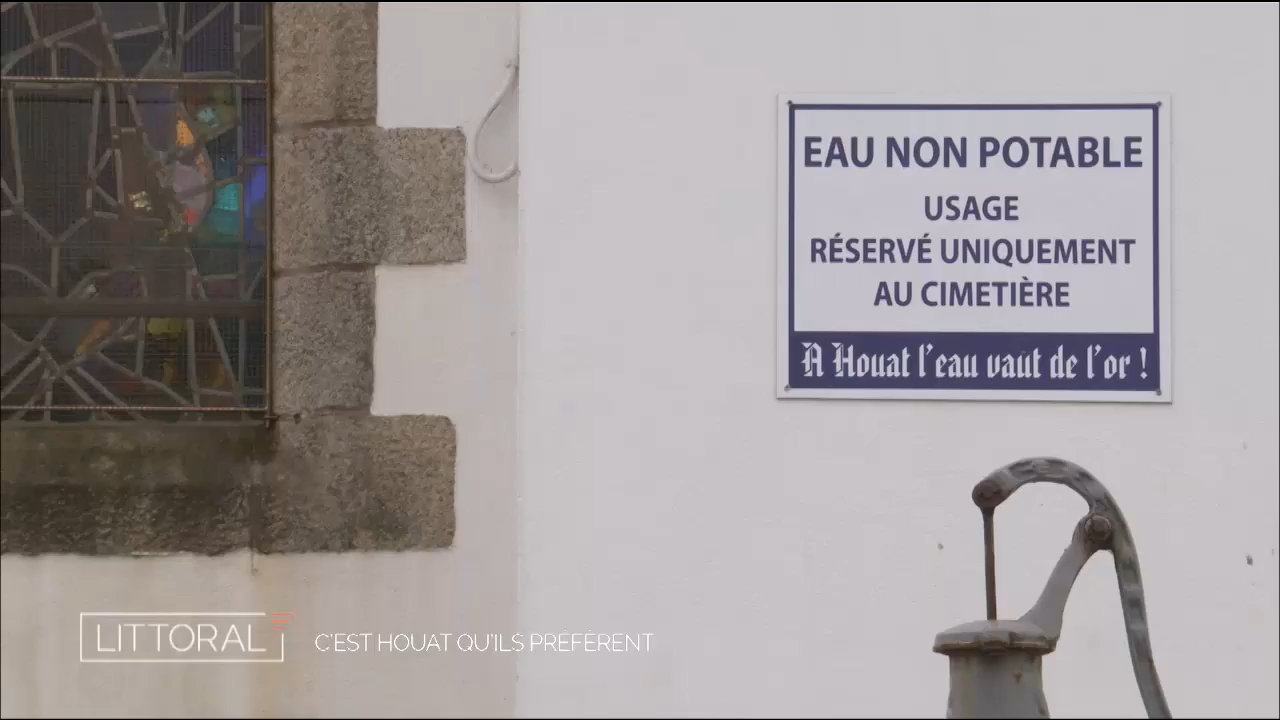 EAU NON POTABLE
USAGE
RÉSERVÉ UNIQUEMENT
AU CIMETIÈRE
A Houat l'eau vaut de l'or !
LITTORAL
C'EST HOUAT QU'ILS PRÉFÈRENT